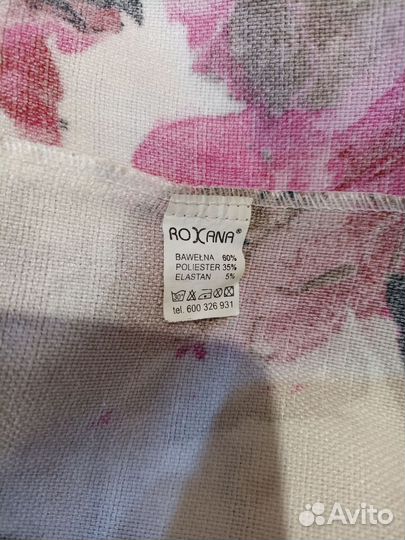 ROXANA®
BAWEŁNA 60%
POLIESTER 35%
ELASTAN 5%
tel. 600 326 931
Avito